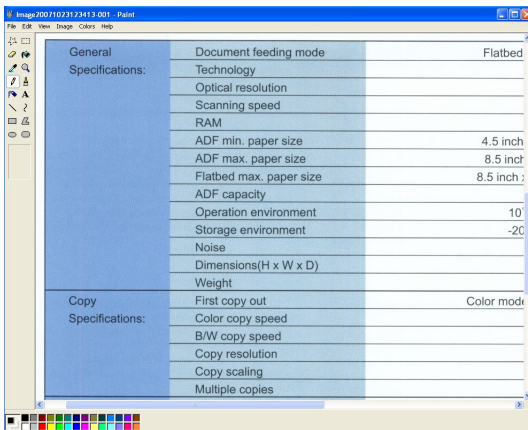 Image20071023123413-001 - Paint
File Edit View Image Colors Help
General Document feeding mode Flatbed
Specifications: Technology
Optical resolution
Scanning speed
RAM
ADF min. paper size 4.5 inch
ADF max. paper size 8.5 inch
Flatbed max. paper size 8.5 inch x
ADF capacity
Operation environment 10
Storage environment -20
Noise
Dimensions(H x W x D)
Weight
Copy First copy out Color mode
Specifications: Color copy speed
B/W copy speed
Copy resolution
Copy scaling
Multiple copies